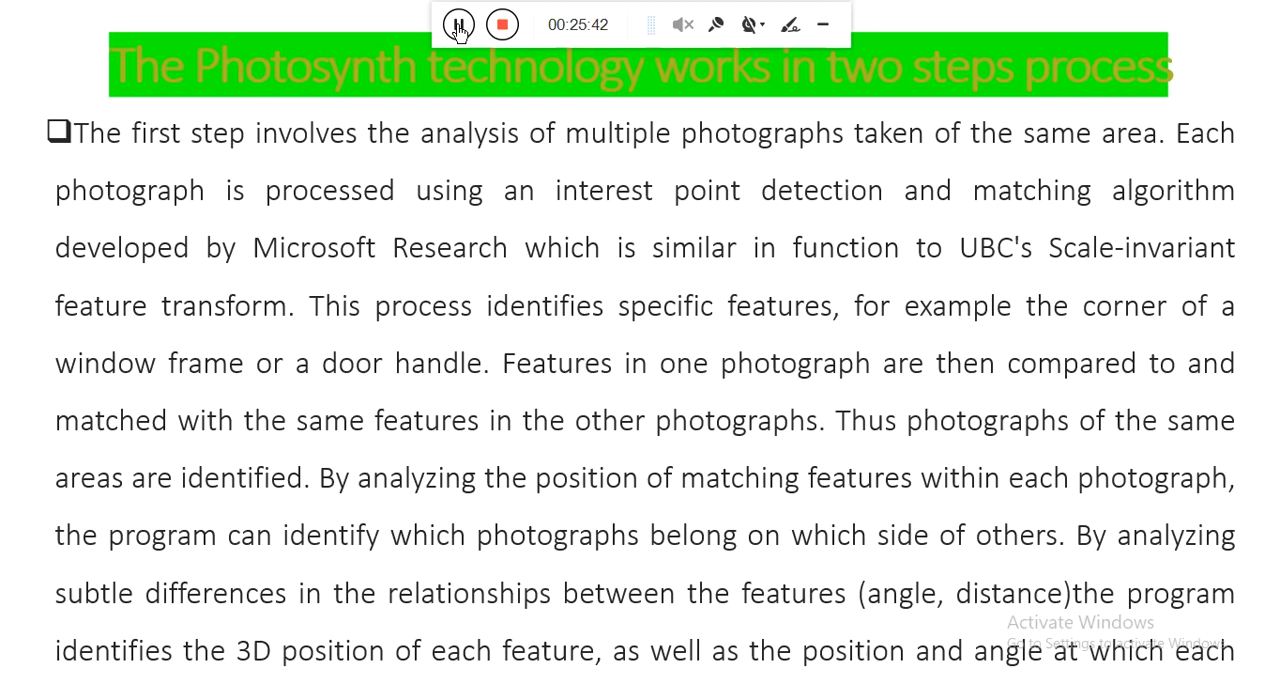 00:25:42
The Photosynth technology works in two steps process
❑The first step involves the analysis of multiple photographs taken of the same area. Each
photograph is processed using an interest point detection and matching algorithm
developed by Microsoft Research which is similar in function to UBC's Scale-invariant
feature transform. This process identifies specific features, for example the corner of a
window frame or a door handle. Features in one photograph are then compared to and
matched with the same features in the other photographs. Thus photographs of the same
areas are identified. By analyzing the position of matching features within each photograph,
the program can identify which photographs belong on which side of others. By analyzing
subtle differences in the relationships between the features (angle, distance)the program
Activate Windows
Go to Settings to activate Windows.
identifies the 3D position of each feature, as well as the position and angle at which each